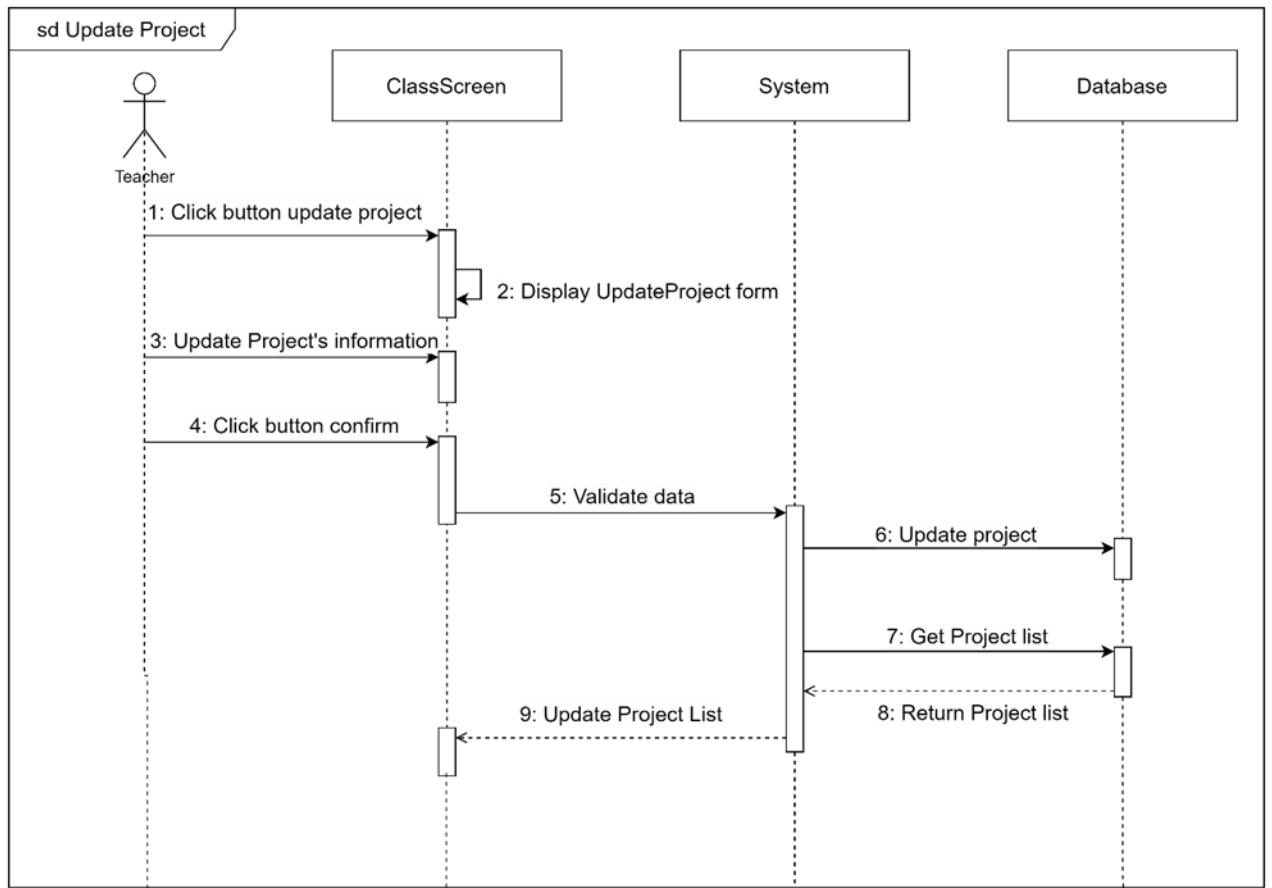 sd Update Project
ClassScreen
System
Database
Teacher
1: Click button update project
2: Display UpdateProject form
3: Update Project's information
4: Click button confirm
5: Validate data
6: Update project
7: Get Project list
8: Return Project list
9: Update Project List